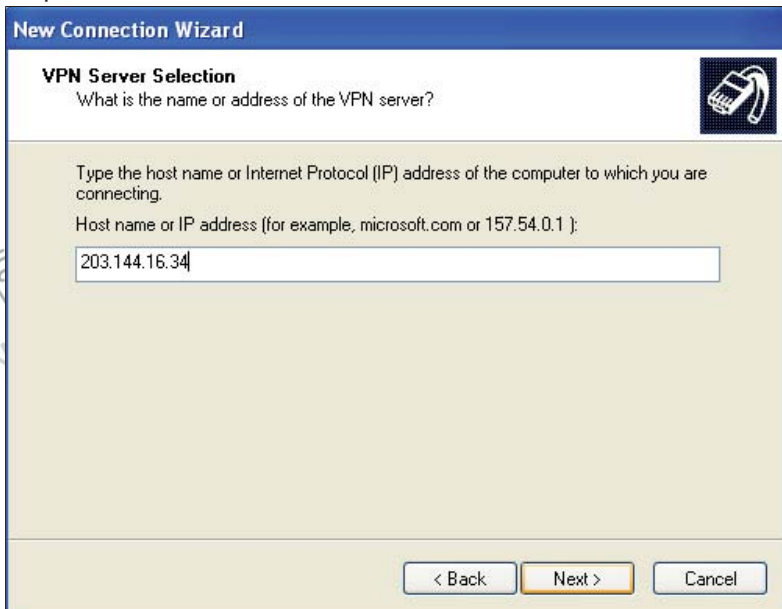 New Connection Wizard
VPN Server Selection
What is the name or address of the VPN server?
Type the host name or Internet Protocol (IP) address of the computer to which you are
connecting.
Host name or IP address (for example, microsoft.com or 157.54.0.1 ):
203.144.16.34
< Back Next > Cancel